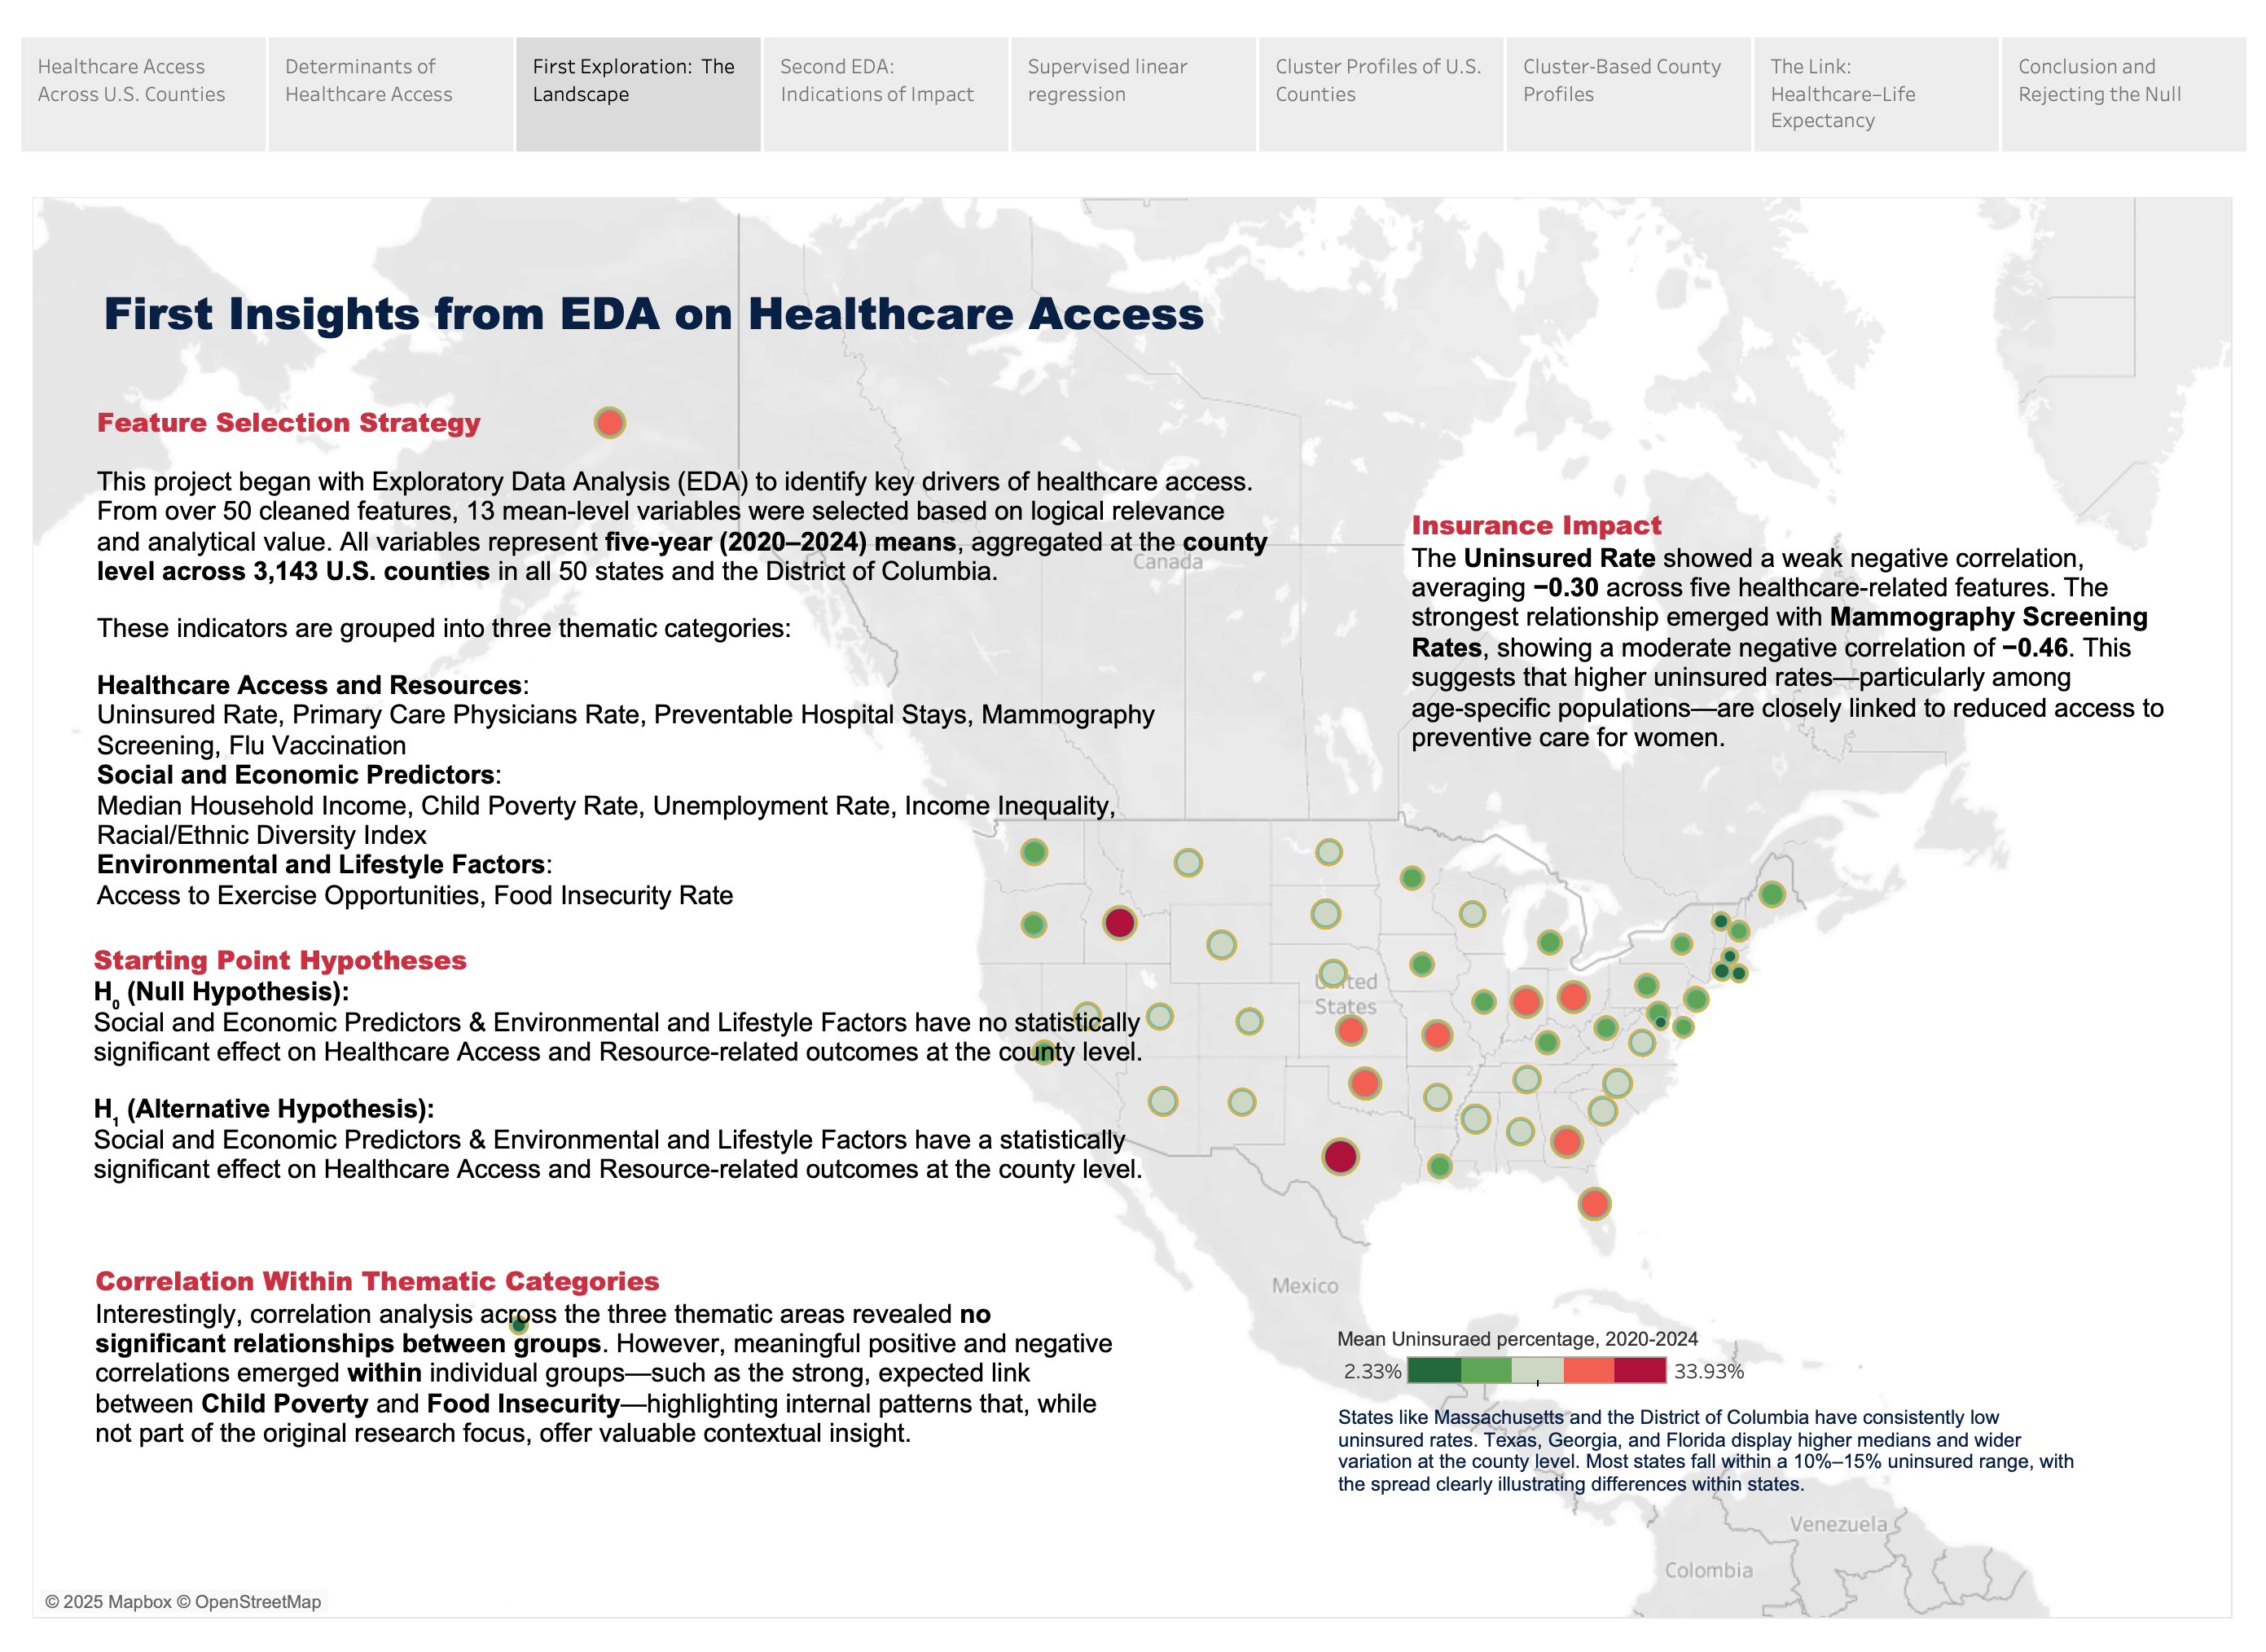 Healthcare Access
Across U.S. Counties
Determinants of
Healthcare Access
First Exploration: The
Landscape
Second EDA:
Indications of Impact
Supervised linear
regression
Cluster Profiles of U.S.
Counties
Cluster-Based County
Profiles
The Link:
Healthcare–Life
Expectancy
Conclusion and
Rejecting the Null
First Insights from EDA on Healthcare Access
Feature Selection Strategy
This project began with Exploratory Data Analysis (EDA) to identify key drivers of healthcare access.
From over 50 cleaned features, 13 mean-level variables were selected based on logical relevance
and analytical value. All variables represent five-year (2020–2024) means, aggregated at the county
level across 3,143 U.S. counties in all 50 states and the District of Columbia.
These indicators are grouped into three thematic categories:
Healthcare Access and Resources:
Uninsured Rate, Primary Care Physicians Rate, Preventable Hospital Stays, Mammography
Screening, Flu Vaccination
Social and Economic Predictors:
Median Household Income, Child Poverty Rate, Unemployment Rate, Income Inequality,
Racial/Ethnic Diversity Index
Environmental and Lifestyle Factors:
Access to Exercise Opportunities, Food Insecurity Rate
Starting Point Hypotheses
H₀ (Null Hypothesis):
Social and Economic Predictors & Environmental and Lifestyle Factors have no statistically
significant effect on Healthcare Access and Resource-related outcomes at the county level.
H₁ (Alternative Hypothesis):
Social and Economic Predictors & Environmental and Lifestyle Factors have a statistically
significant effect on Healthcare Access and Resource-related outcomes at the county level.
Correlation Within Thematic Categories
Interestingly, correlation analysis across the three thematic areas revealed no
significant relationships between groups. However, meaningful positive and negative
correlations emerged within individual groups—such as the strong, expected link
between Child Poverty and Food Insecurity—highlighting internal patterns that, while
not part of the original research focus, offer valuable contextual insight.
Insurance Impact
The Uninsured Rate showed a weak negative correlation,
averaging −0.30 across five healthcare-related features. The
strongest relationship emerged with Mammography Screening
Rates, showing a moderate negative correlation of −0.46. This
suggests that higher uninsured rates—particularly among
age-specific populations—are closely linked to reduced access to
preventive care for women.
Canada
United
States
Mexico
Mean Uninsuraed percentage, 2020-2024
2.33% 33.93%
States like Massachusetts and the District of Columbia have consistently low
uninsured rates. Texas, Georgia, and Florida display higher medians and wider
variation at the county level. Most states fall within a 10%–15% uninsured range, with
the spread clearly illustrating differences within states.
Venezuela
Colombia
© 2025 Mapbox © OpenStreetMap